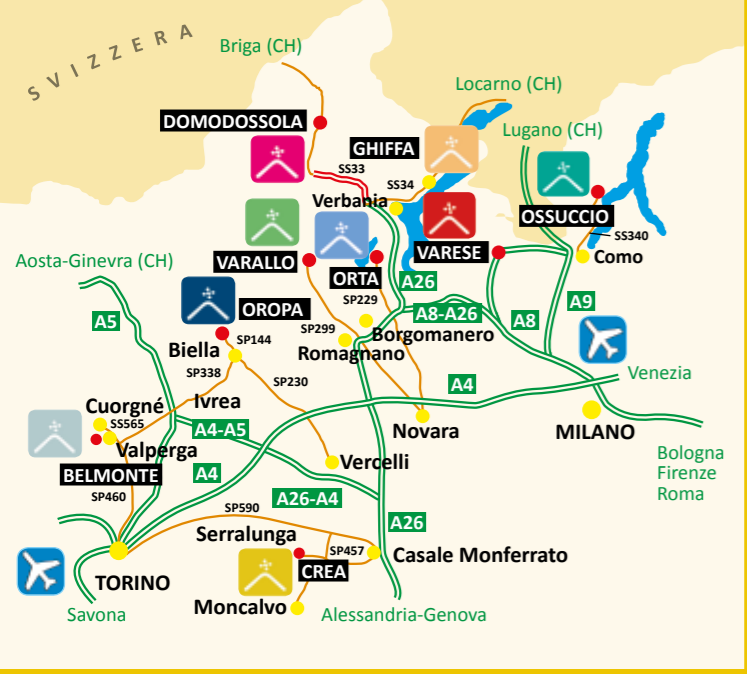 SVIZZERA
Briga (CH)
Locarno (CH)
DOMODOSSOLA
Lugano (CH)
GHIFFA
SS33
SS34
Verbania
OSSUCCIO
SS340
VARALLO
VARESE
Como
Aosta-Ginevra (CH)
ORTA
A26
SP229
OROPA
A9
A8-A26
A8
A5
SP299
Borgomanero
Biella
SP144
Romagnano
SP338
Venezia
SP230
A4
Cuorgné
Ivrea
SS565
A4-A5
Novara
MILANO
Valperga
Bologna
Firenze
Roma
Vercelli
BELMONTE
A4
SP460
A26-A4
SP590
A26
Serralunga
SP457
Casale Monferrato
CREA
TORINO
Moncalvo
Savona
Alessandria-Genova